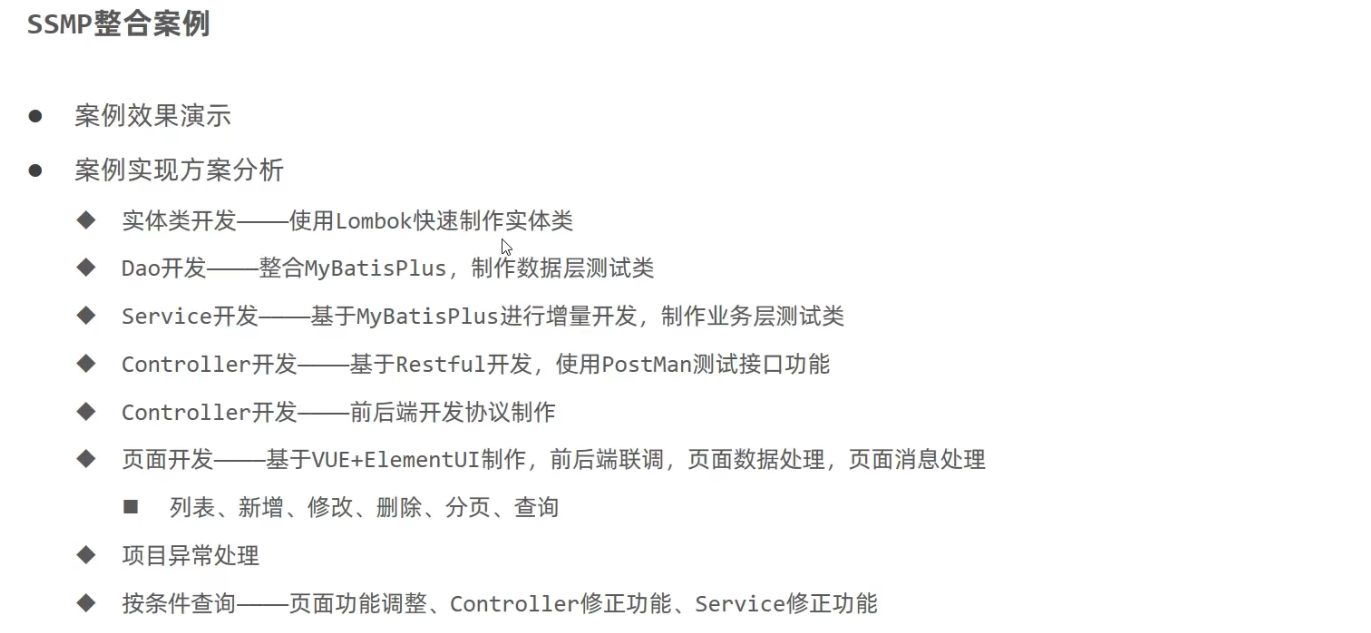 SSMP整合案例
● 案例效果演示
● 案例实现方案分析
◆ 实体类开发————使用Lombok快速制作实体类
◆ Dao开发————整合MyBatisPlus，制作数据层测试类
◆ Service开发————基于MyBatisPlus进行增量开发，制作业务层测试类
◆ Controller开发————基于Restful开发，使用PostMan测试接口功能
◆ Controller开发————前后端开发协议制作
◆ 页面开发————基于VUE+ElementUI制作，前后端联调，页面数据处理，页面消息处理
■ 列表、新增、修改、删除、分页、查询
◆ 项目异常处理
◆ 按条件查询————页面功能调整、Controller修正功能、Service修正功能